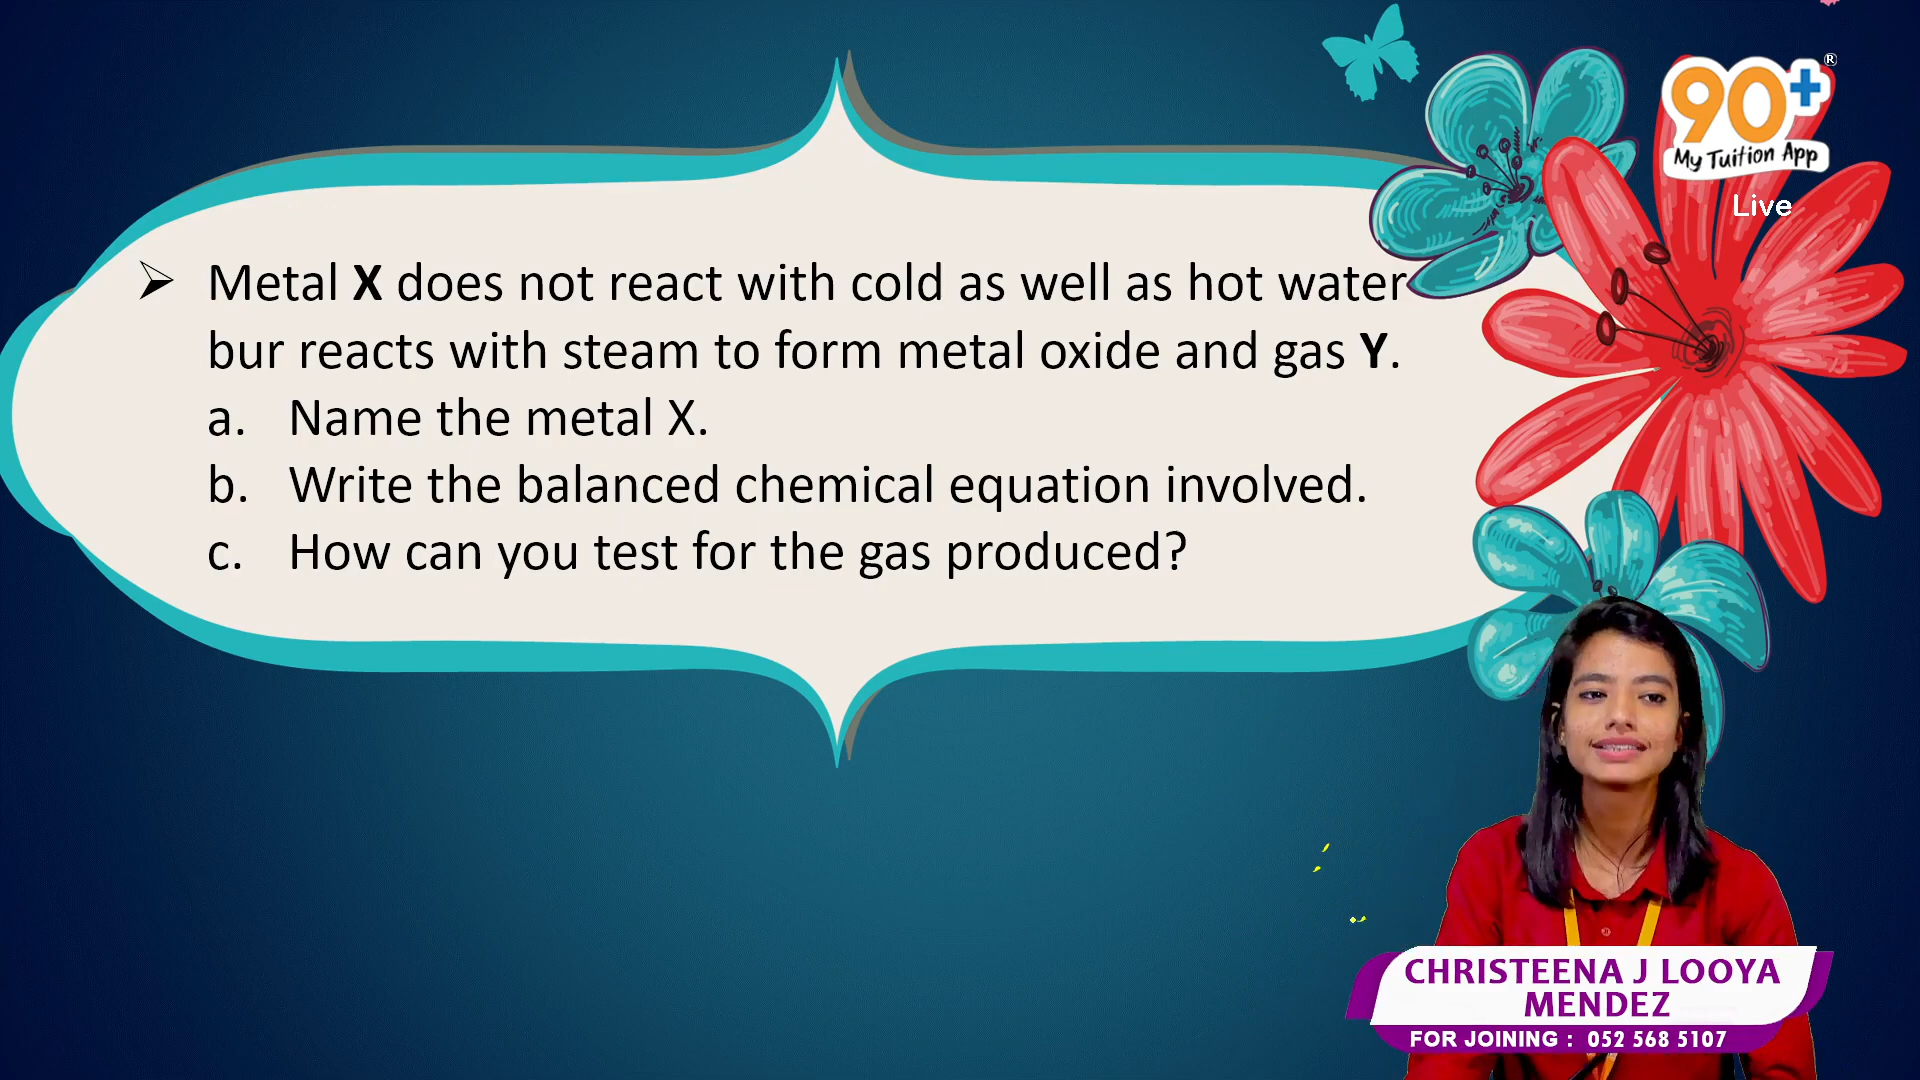 90+®
My Tuition App
Live
➢ Metal X does not react with cold as well as hot water
bur reacts with steam to form metal oxide and gas Y.
a. Name the metal X.
b. Write the balanced chemical equation involved.
c. How can you test for the gas produced?
CHRISTEENA J LOOYA
MENDEZ
FOR JOINING : 052 568 5107